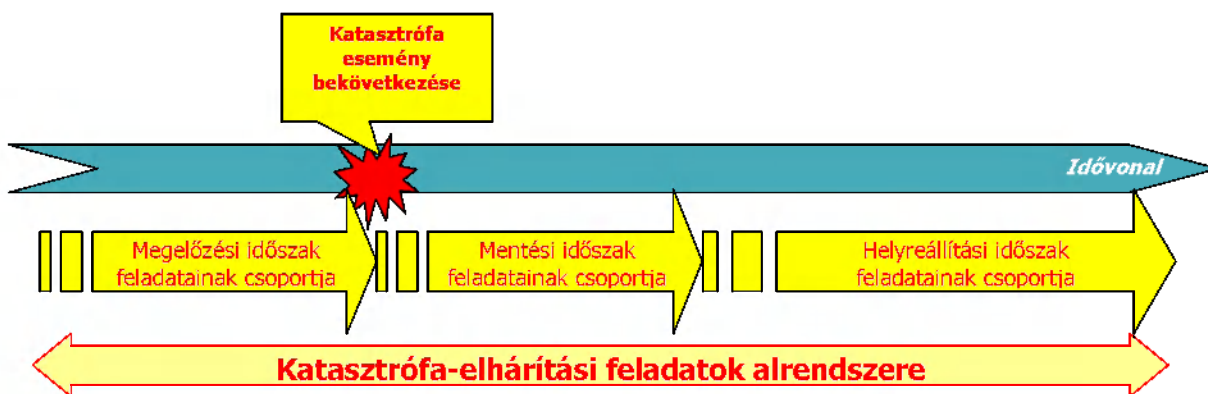 Katasztrófa
esemény
bekövetkezése
Idővonal
Megelőzési időszak
feladatainak csoportja
Mentési időszak
feladatainak csoportja
Helyreállítási időszak
feladatainak csoportja
Katasztrófa-elhárítási feladatok alrendszere